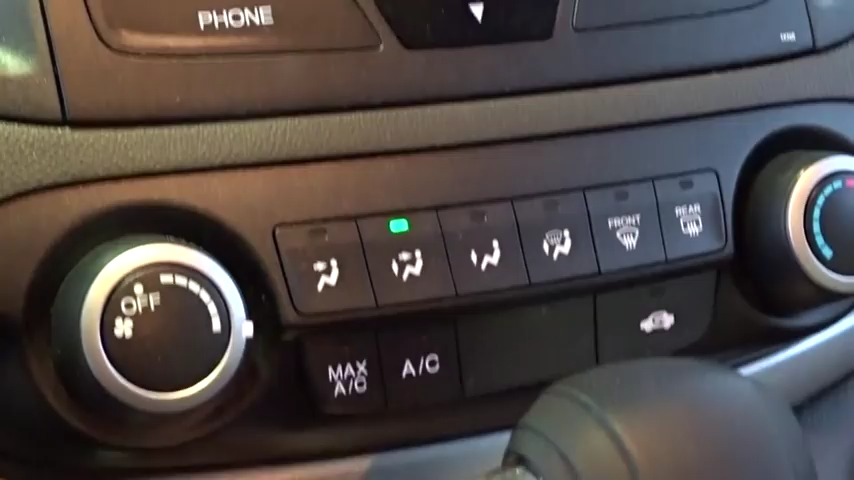 PHONE
OFF
FRONT
REAR
MAX
A/C
A/C